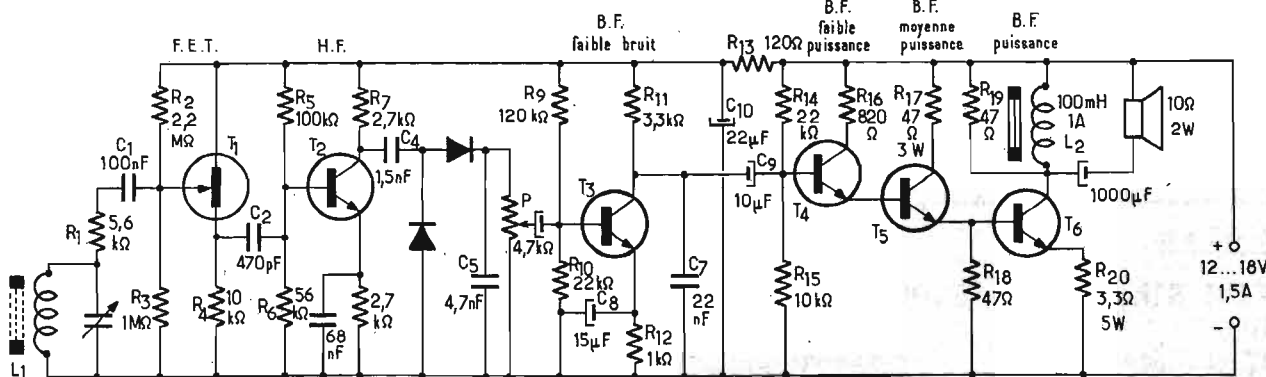 F.E.T.
H.F.
B.F.
faible bruit
B.F.
faible
puissance
B.F.
moyenne
puissance
B.F.
puissance
R2
2,2
MΩ
C1
100nF
R1
5,6
kΩ
L1
R3
1MΩ
T1
C2
470pF
R4
10
kΩ
R5
100kΩ
R6
56
kΩ
T2
R7
2,7kΩ
68
nF
2,7
kΩ
C4
1,5nF
C5
4,7nF
P
4,7kΩ
R9
120kΩ
R10
22kΩ
C8
15µF
T3
R11
3,3kΩ
R12
1kΩ
C7
22
nF
C10
22µF
R13 120Ω
C9
10µF
R14
22
kΩ
R15
10kΩ
T4
R16
820
Ω
T5
R17
47
Ω
3W
R18
47Ω
R19
47
Ω
100mH
1A
L2
T6
1000µF
R20
3,3Ω
5W
10Ω
2W
+
12...18V
1,5A
-